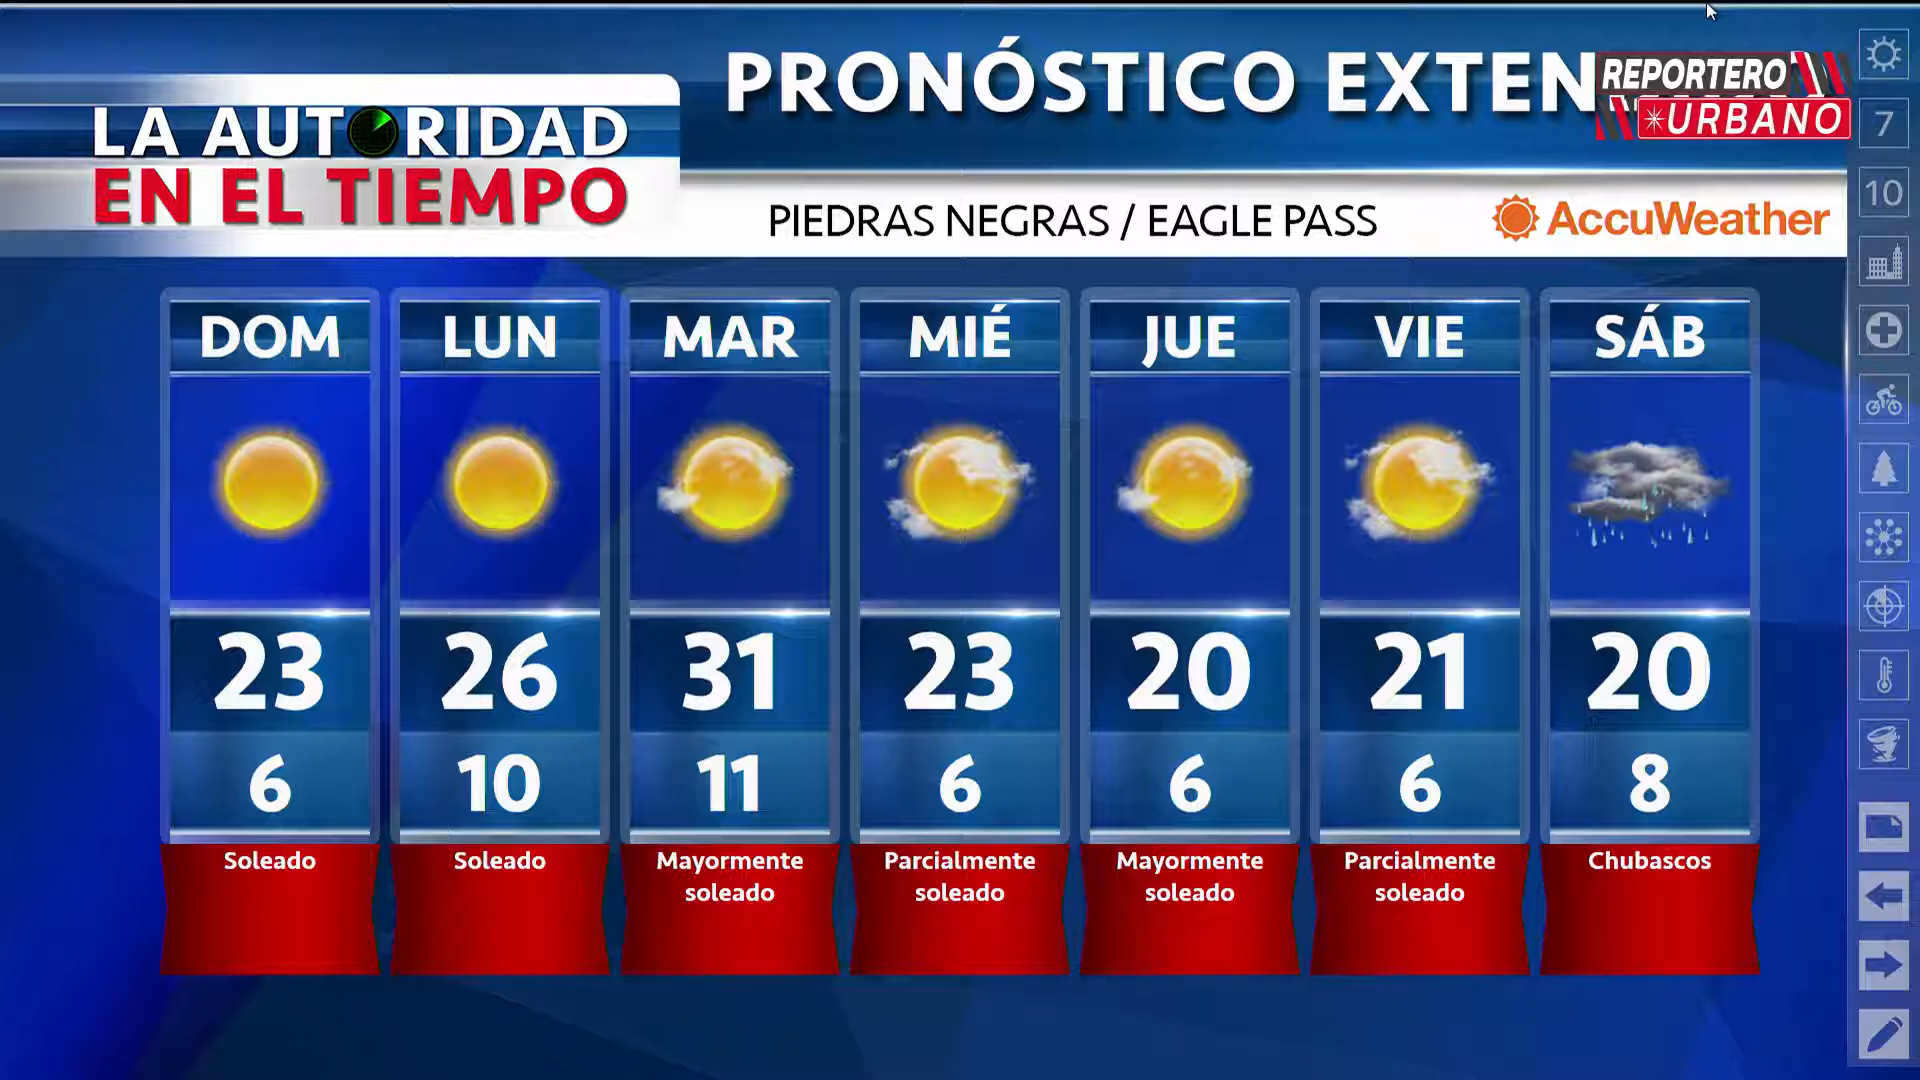 PRONÓSTICO EXTEN
REPORTERO
URBANO
LA AUTORIDAD
EN EL TIEMPO
PIEDRAS NEGRAS / EAGLE PASS
AccuWeather
7
10
DOM
LUN
MAR
MIÉ
JUE
VIE
SÁB
23
26
31
23
20
21
20
6
10
11
6
6
6
8
Soleado
Soleado
Mayormente
soleado
Parcialmente
soleado
Mayormente
soleado
Parcialmente
soleado
Chubascos